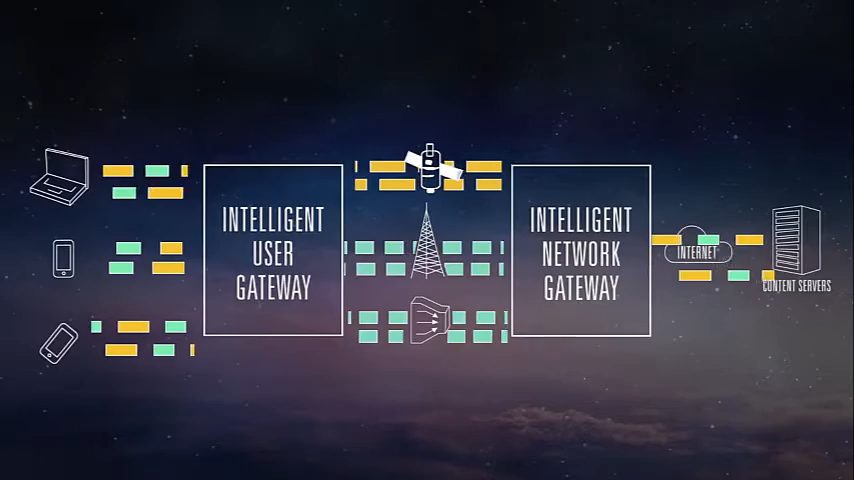 INTELLIGENT
USER
GATEWAY
INTELLIGENT
NETWORK
GATEWAY
INTERNET
CONTENT SERVERS